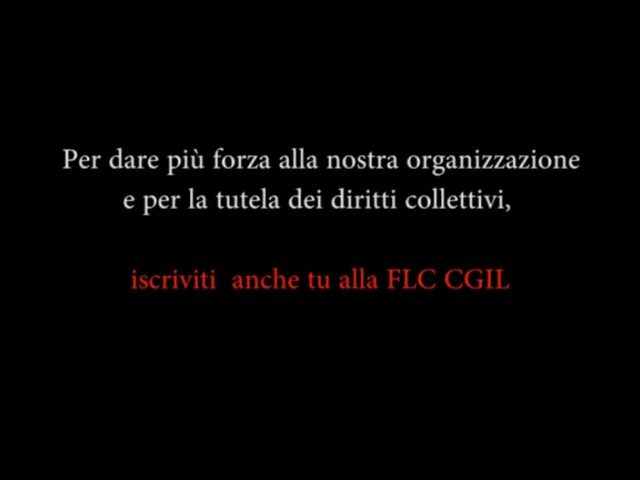 Per dare più forza alla nostra organizzazione
e per la tutela dei diritti collettivi,
iscriviti  anche tu alla FLC CGIL